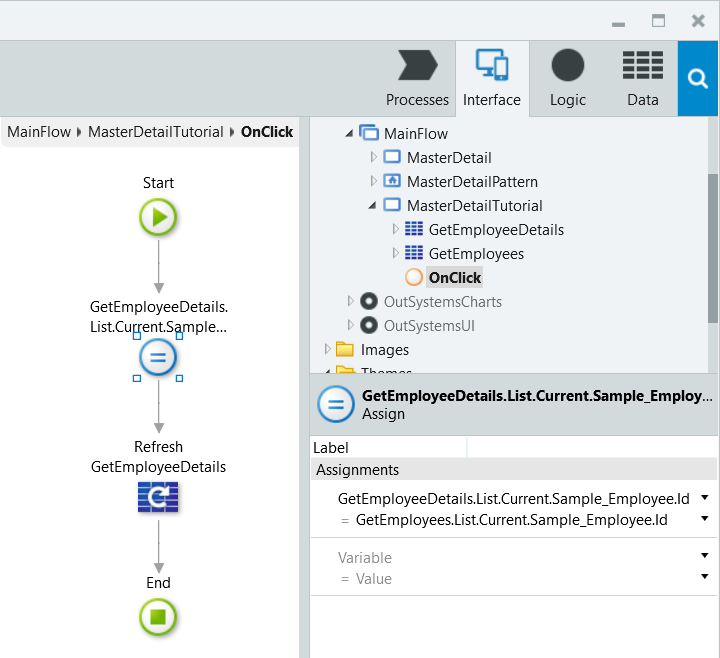 Processes
Interface
Logic
Data
MainFlow MasterDetailTutorial OnClick
Start
GetEmployeeDetails.
List.Current.Sample...
Refresh
GetEmployeeDetails
End
MainFlow
MasterDetail
MasterDetailPattern
MasterDetailTutorial
GetEmployeeDetails
GetEmployees
OnClick
OutSystemsCharts
OutSystemsUI
Images
Themes
GetEmployeeDetails.List.Current.Sample_Employ...
Assign
Label
Assignments
GetEmployeeDetails.List.Current.Sample_Employee.Id
= GetEmployees.List.Current.Sample_Employee.Id
Variable
= Value